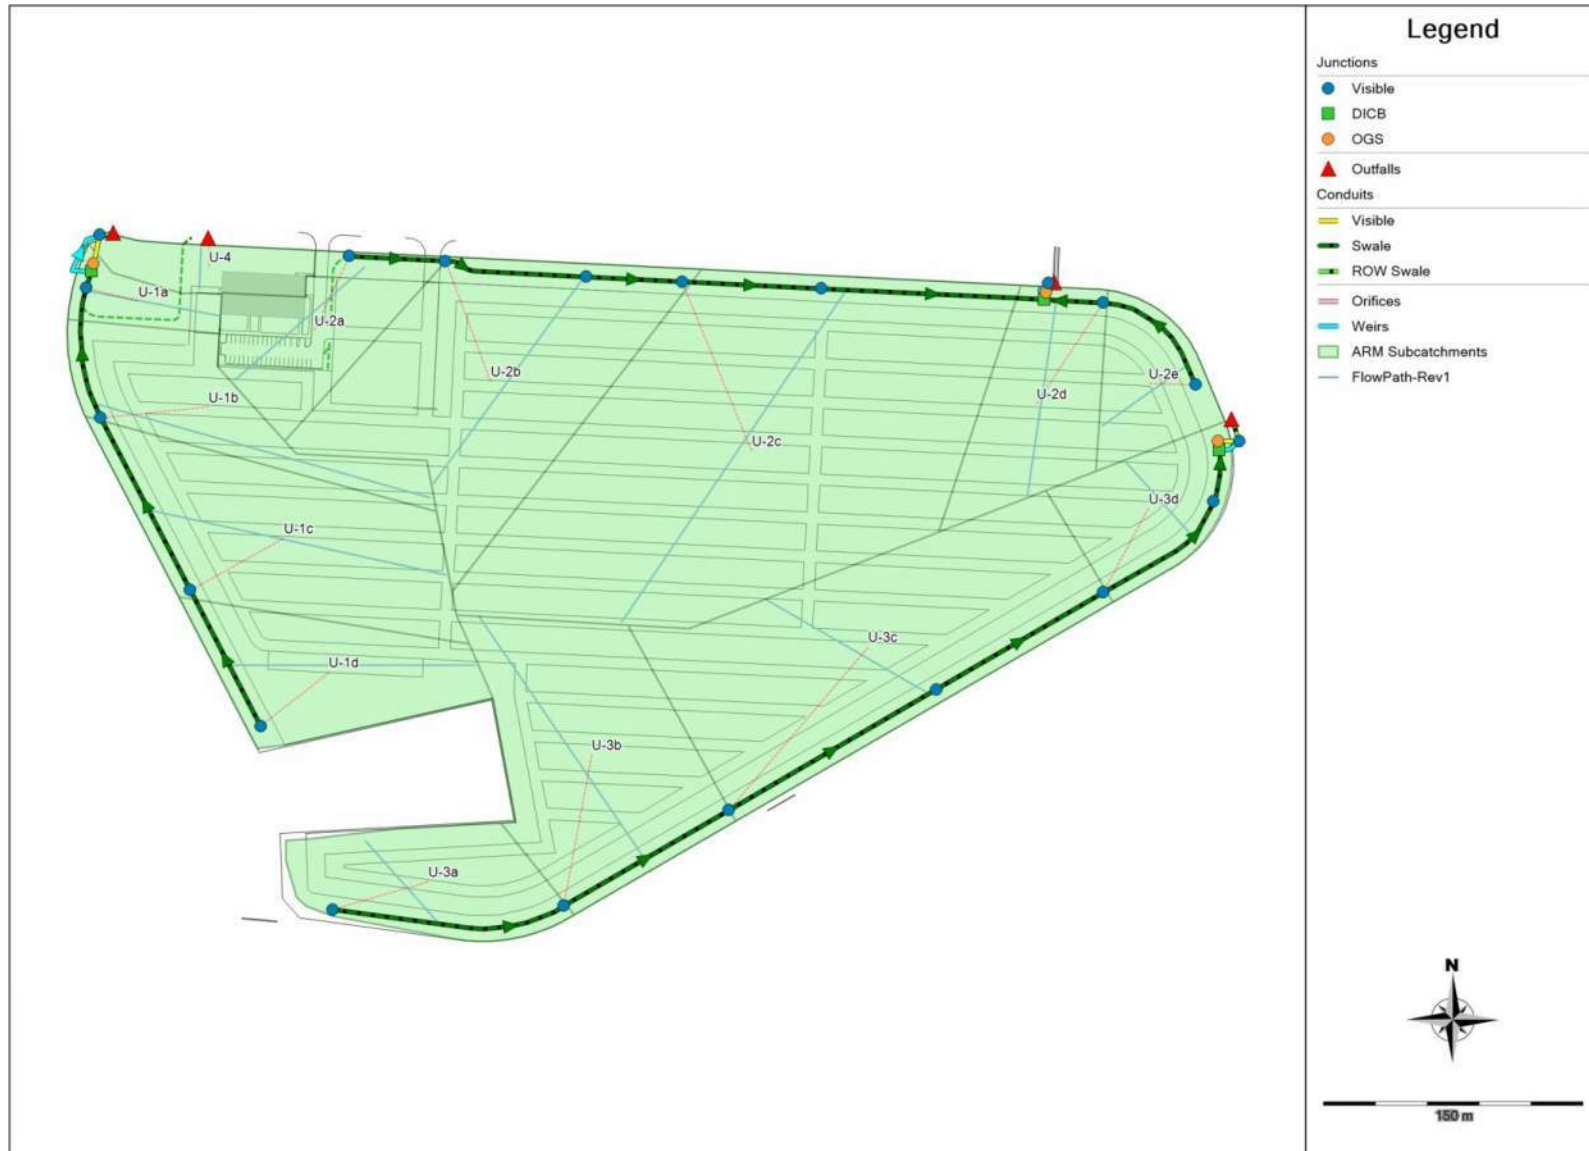 Legend
Junctions
Visible
DICB
OGS
Outfalls
Conduits
Visible
Swale
ROW Swale
Orifices
Weirs
ARM Subcatchments
FlowPath-Rev1
U-4
U-1a
U-2a
U-2b
U-2d
U-2e
U-1b
U-2c
U-3d
U-1c
U-3c
U-1d
U-3b
U-3a
N
150 m